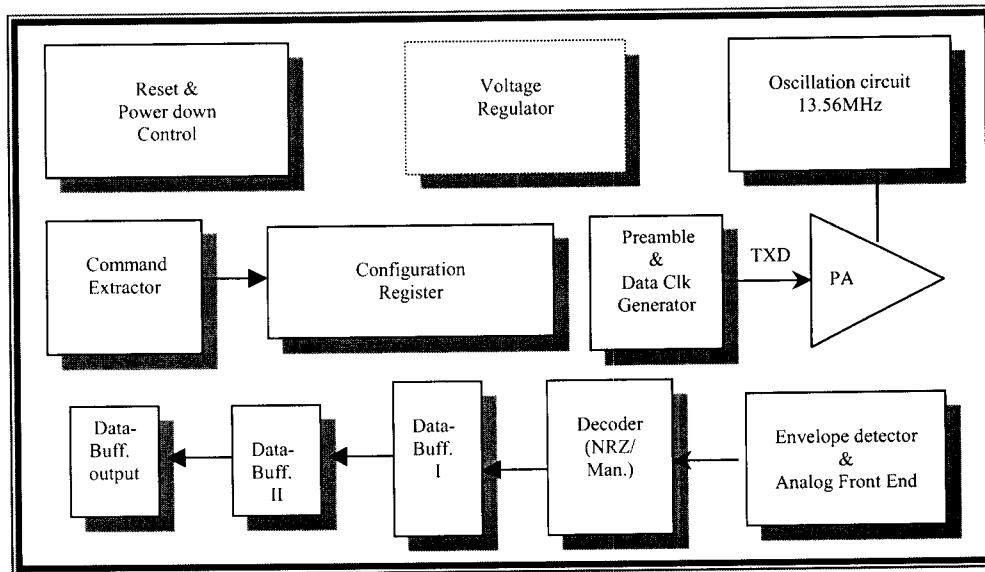 Reset &
Power down
Control
Voltage
Regulator
Oscillation circuit
13.56MHz
Command
Extractor
Configuration
Register
Preamble
&
Data Clk
Generator
TXD
PA
Data-
Buff.
output
Data-
Buff.
II
Data-
Buff.
I
Decoder
(NRZ/
Man.)
Envelope detector
&
Analog Front End